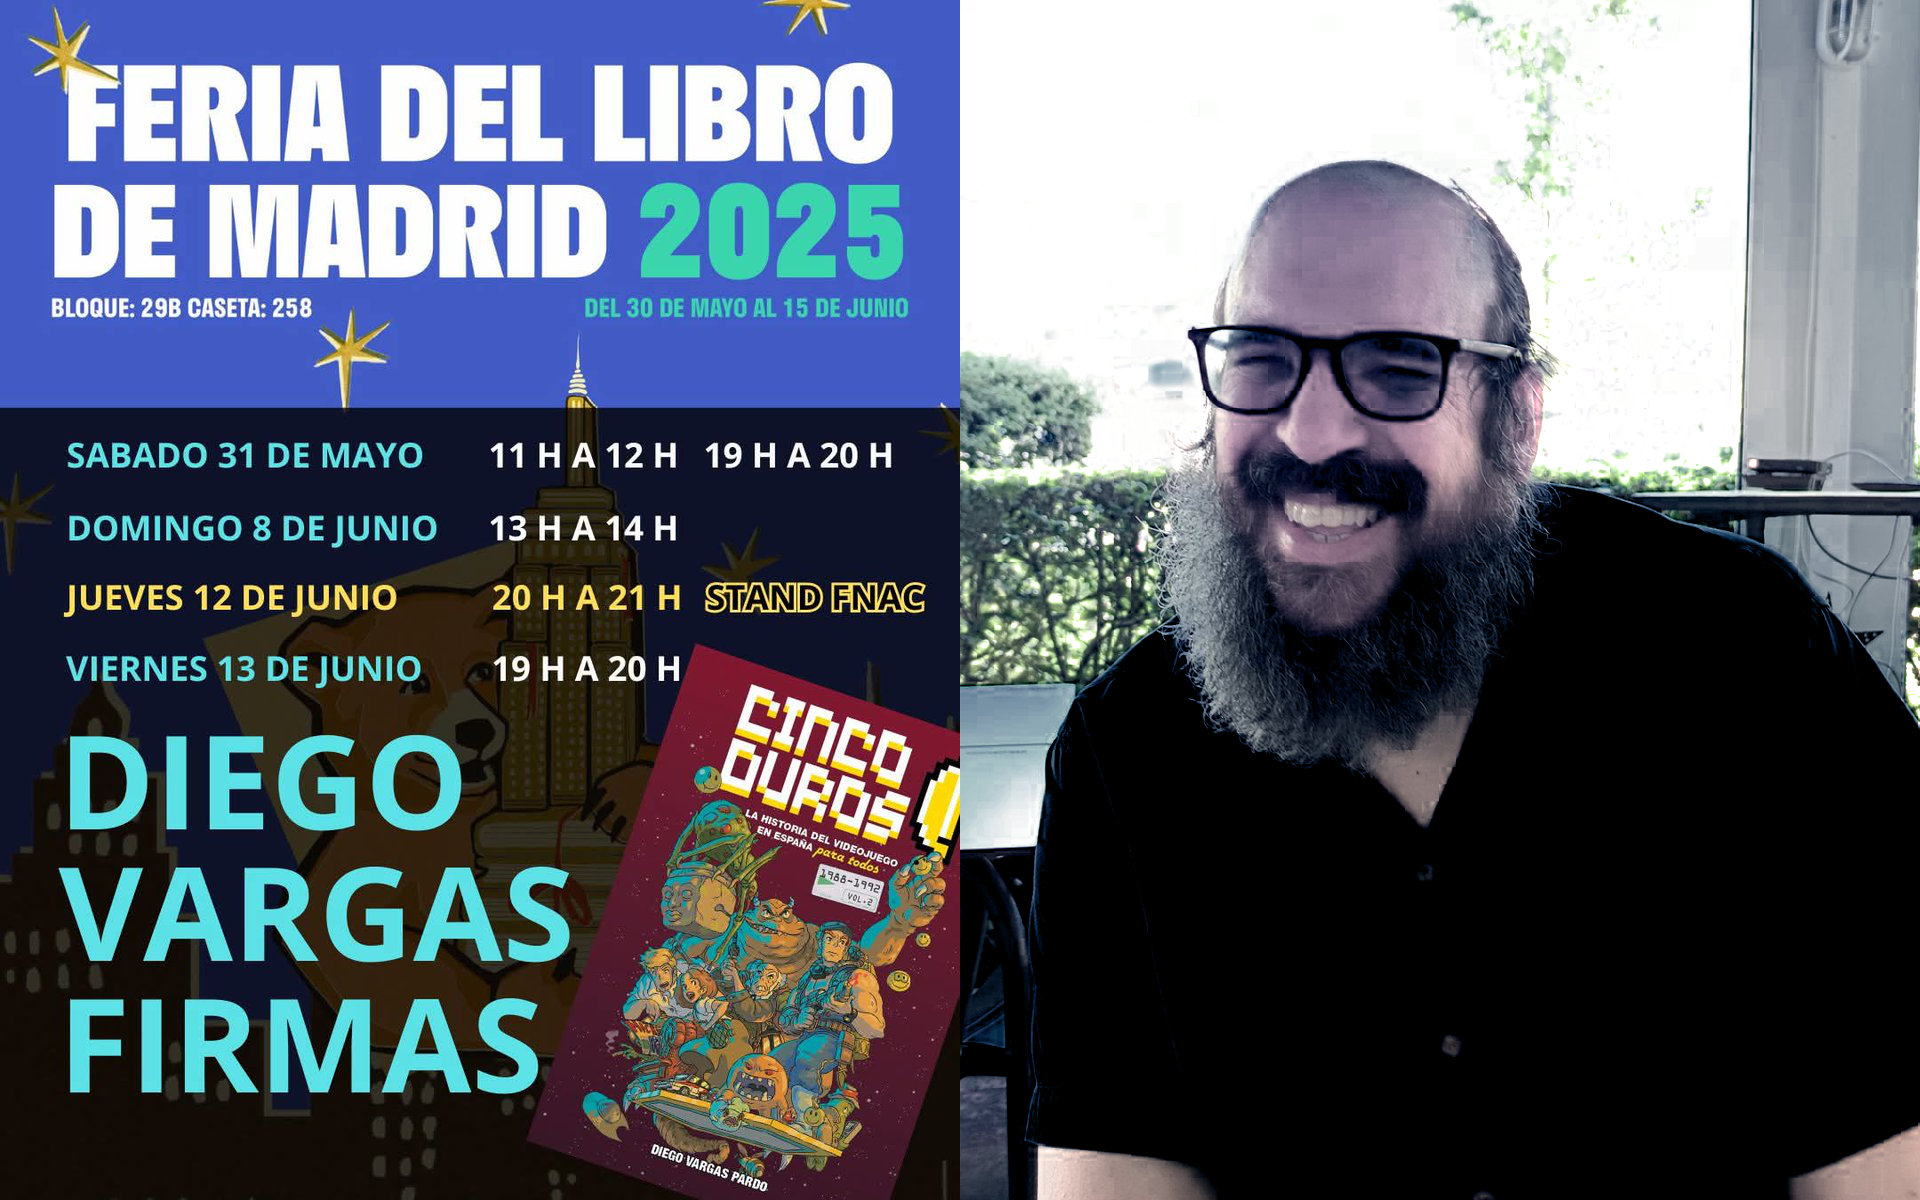 FERIA DEL LIBRO
DE MADRID 2025
BLOQUE: 29B CASETA: 258
DEL 30 DE MAYO AL 15 DE JUNIO
SABADO 31 DE MAYO 11 H A 12 H 19 H A 20 H
DOMINGO 8 DE JUNIO 13 H A 14 H
JUEVES 12 DE JUNIO 20 H A 21 H STAND FNAC
VIERNES 13 DE JUNIO 19 H A 20 H
DIEGO
VARGAS
FIRMAS
CINCO
DUROS
LA HISTORIA DEL VIDEOJUEGO
EN ESPAÑA para todos
1988-1992
VOL.2
DIEGO VARGAS PARDO